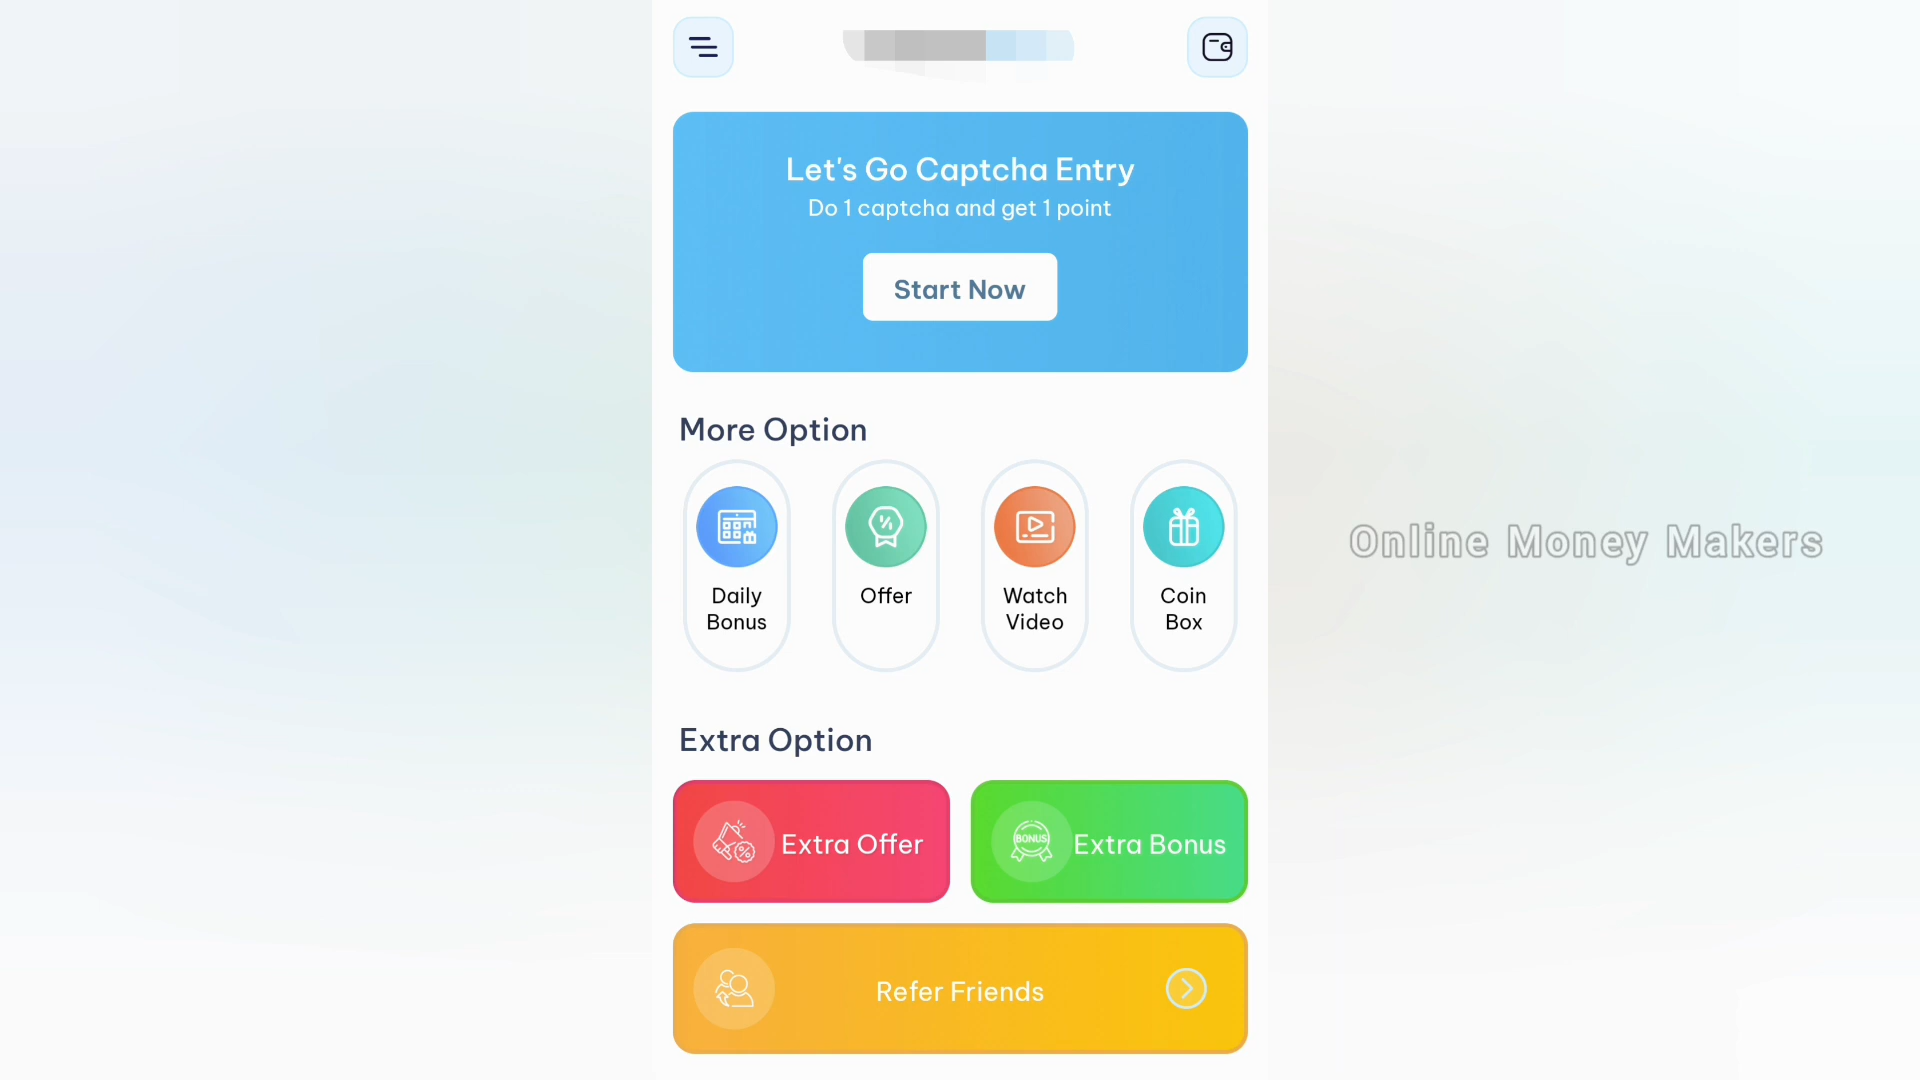 Let's Go Captcha Entry
Do 1 captcha and get 1 point
Start Now
More Option
Daily
Bonus
Offer
Watch
Video
Coin
Box
Online Money Makers
Extra Option
Extra Offer
BONUS
Extra Bonus
Refer Friends